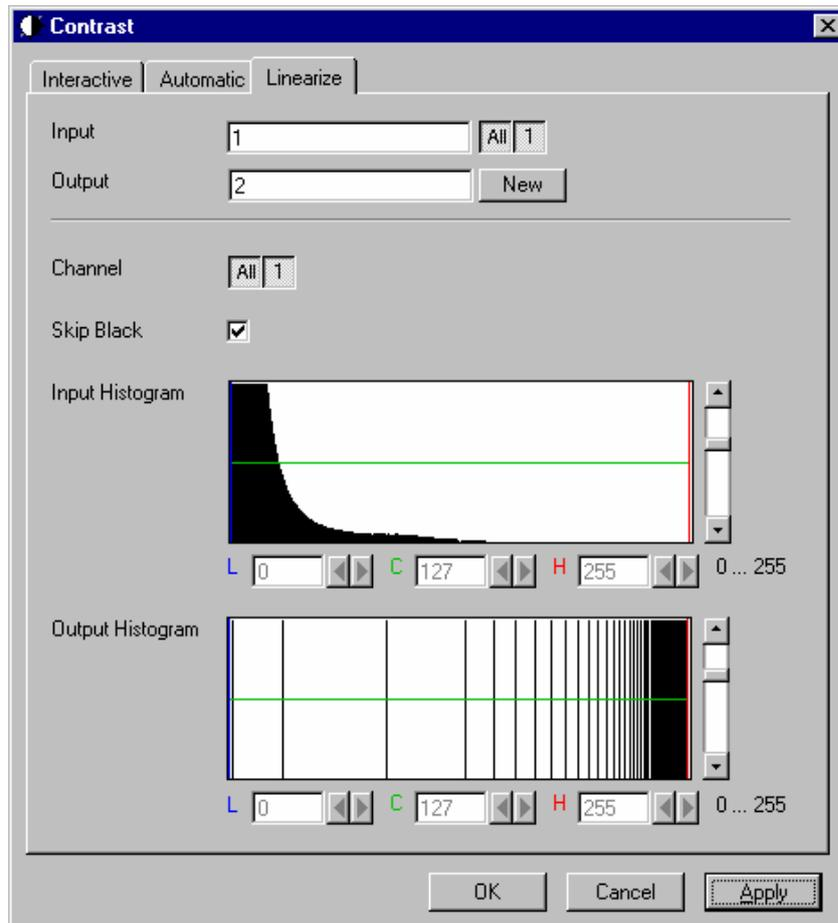 Contrast
Interactive Automatic Linearize
Input 1 All 1
Output 2 New
Channel All 1
Skip Black
Input Histogram
L 0 C 127 H 255 0 ... 255
Output Histogram
L 0 C 127 H 255 0 ... 255
OK Cancel Apply